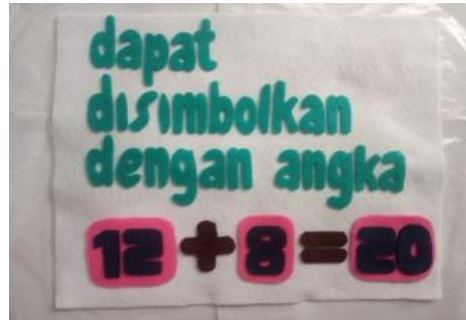 dapat
disimbolkan
dengan angka
12 + 8 = 20